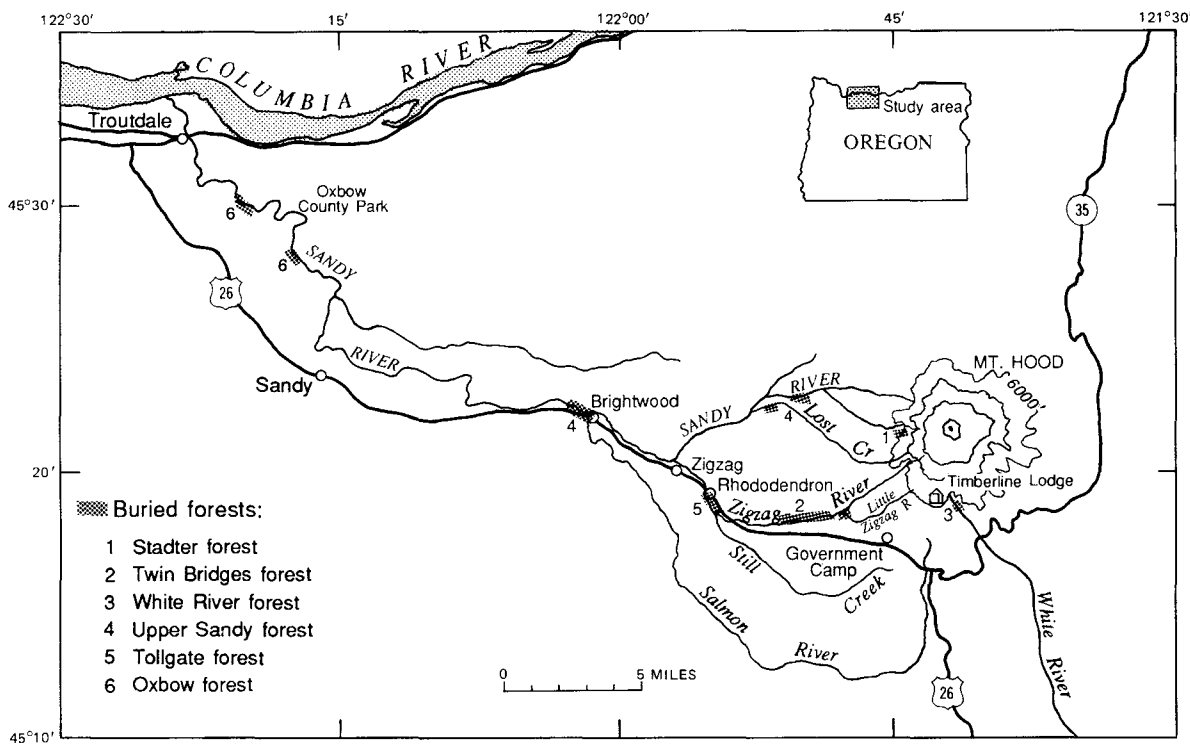 122°30′
15′
122°00′
45′
121°30′
COLUMBIA RIVER
Troutdale
Study area
OREGON
45°30′
6
Oxbow
County Park
35
6
SANDY
26
RIVER
MT. HOOD
6000'
Sandy
Brightwood
4
SANDY
RIVER
4
Lost
Cr
1
20′
Zigzag
Rhododendron
Timberline Lodge
5
Zigzag
2
River
Little
Zigzag R
3
Government
Camp
Still
Creek
Salmon
River
White
River
26
Buried forests:
1 Stadter forest
2 Twin Bridges forest
3 White River forest
4 Upper Sandy forest
5 Tollgate forest
6 Oxbow forest
0 5 MILES
45°10′